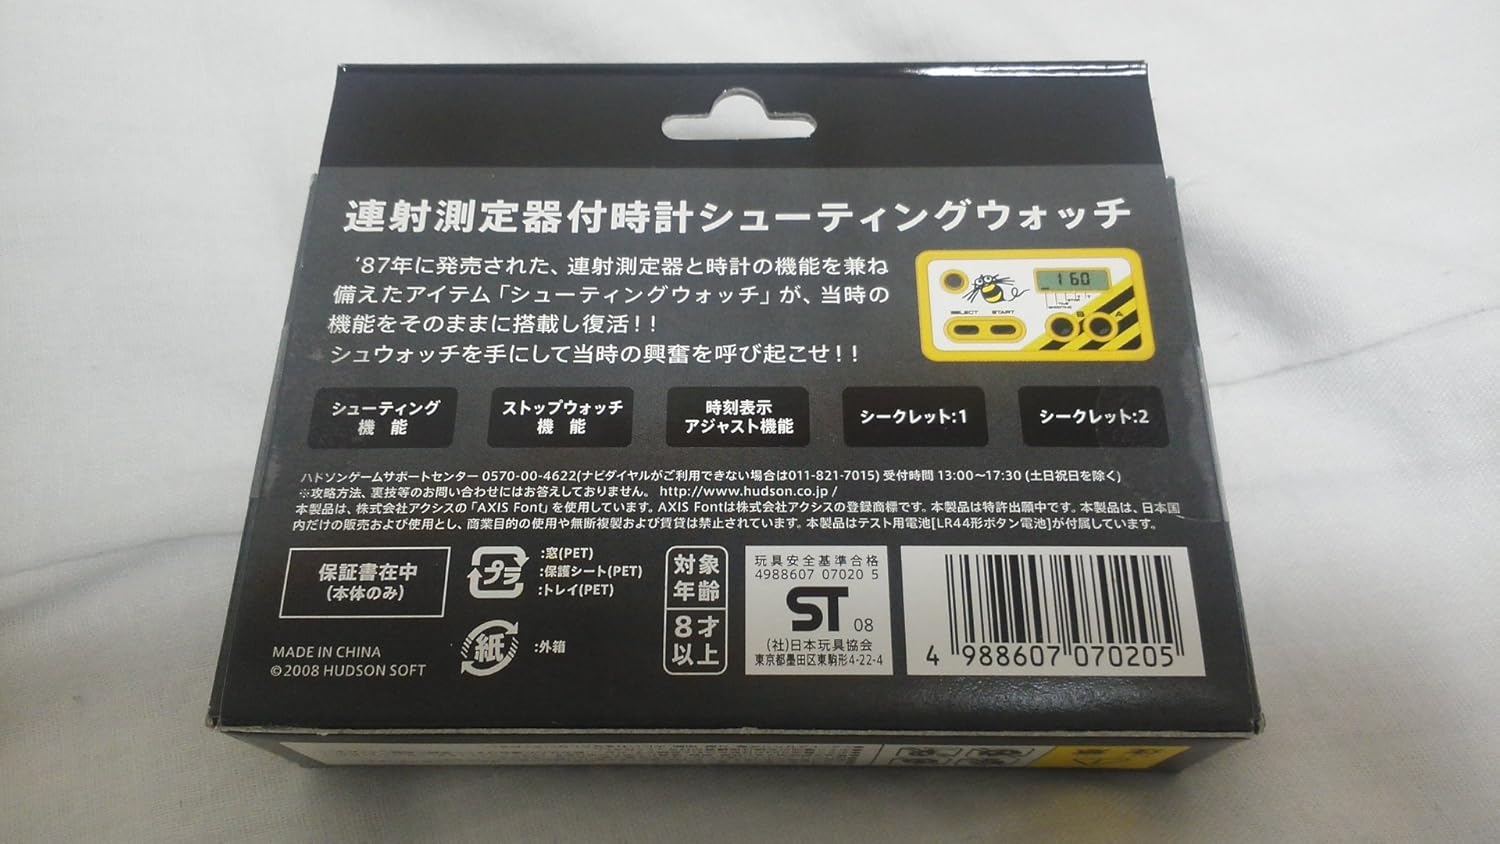 連射測定器付時計シューティングウォッチ
'87年に発売された、連射測定器と時計の機能を兼ね
備えたアイテム「シューティングウォッチ」が、当時の
機能をそのままに搭載し復活！！
シュウォッチを手にして当時の興奮を呼び起こせ！！
160
SELECT START
B A
シューティング
機 能
ストップウォッチ
機 能
時刻表示
アジャスト機能
シークレット:1
シークレット:2
ハドソンゲームサポートセンター 0570-00-4622(ナビダイヤルがご利用できない場合は011-821-7015) 受付時間 13:00〜17:30 (土日祝日を除く)
※攻略方法、裏技等のお問い合わせにはお答えしておりません。 http://www.hudson.co.jp/
本製品は、株式会社アクシスの「AXIS Font」を使用しています。AXIS Fontは株式会社アクシスの登録商標です。本製品は特許出願中です。本製品は、日本国
内だけの販売および使用とし、商業目的の使用や無断複製および賃貸は禁止されています。本製品はテスト用電池[LR44形ボタン電池]が付属しています。
保証書在中
(本体のみ)
プラ
:窓(PET)
:保護シート(PET)
:トレイ(PET)
紙
:外箱
対象
年齢
8才
以上
玩具安全基準合格
4988607 07020 5
ST 08
(社)日本玩具協会
東京都墨田区東駒形4-22-4
4 988607 070205
MADE IN CHINA
©2008 HUDSON SOFT